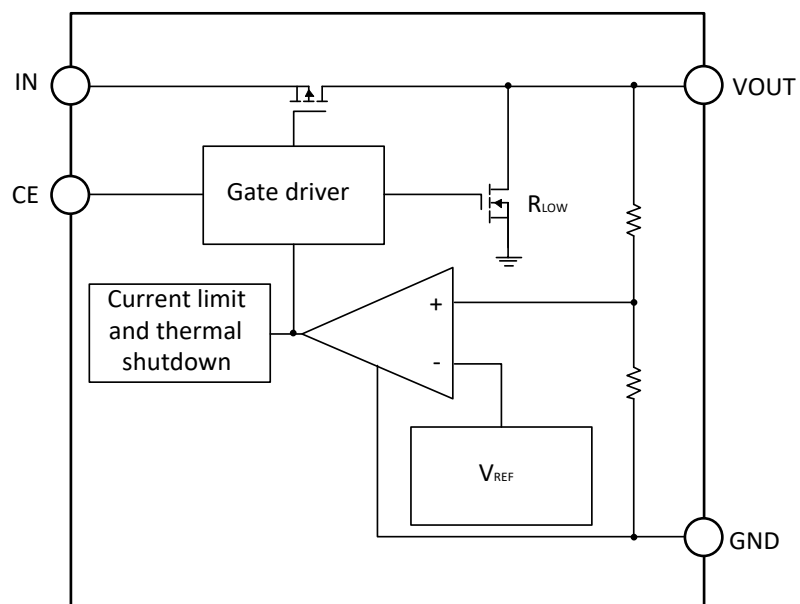 IN
VOUT
CE
Gate driver
RLOW
Current limit
and thermal
shutdown
+
-
VREF
GND